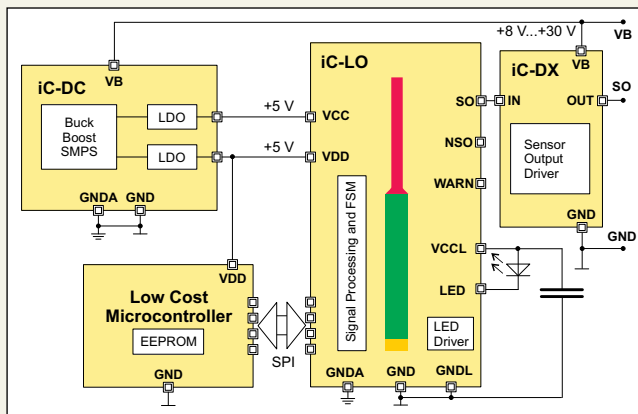 +8 V...+30 V
VB
iC-DC
VB
Buck
Boost
SMPS
LDO
LDO
GNDA
GND
+5 V
+5 V
iC-LO
VCC
VDD
SO
NSO
WARN
VCCL
LED
Signal Processing and FSM
LED
Driver
GNDA
GND
GNDL
iC-DX
VB
IN
OUT
SO
Sensor
Output
Driver
GND
GND
VDD
Low Cost
Microcontroller
EEPROM
GND
SPI